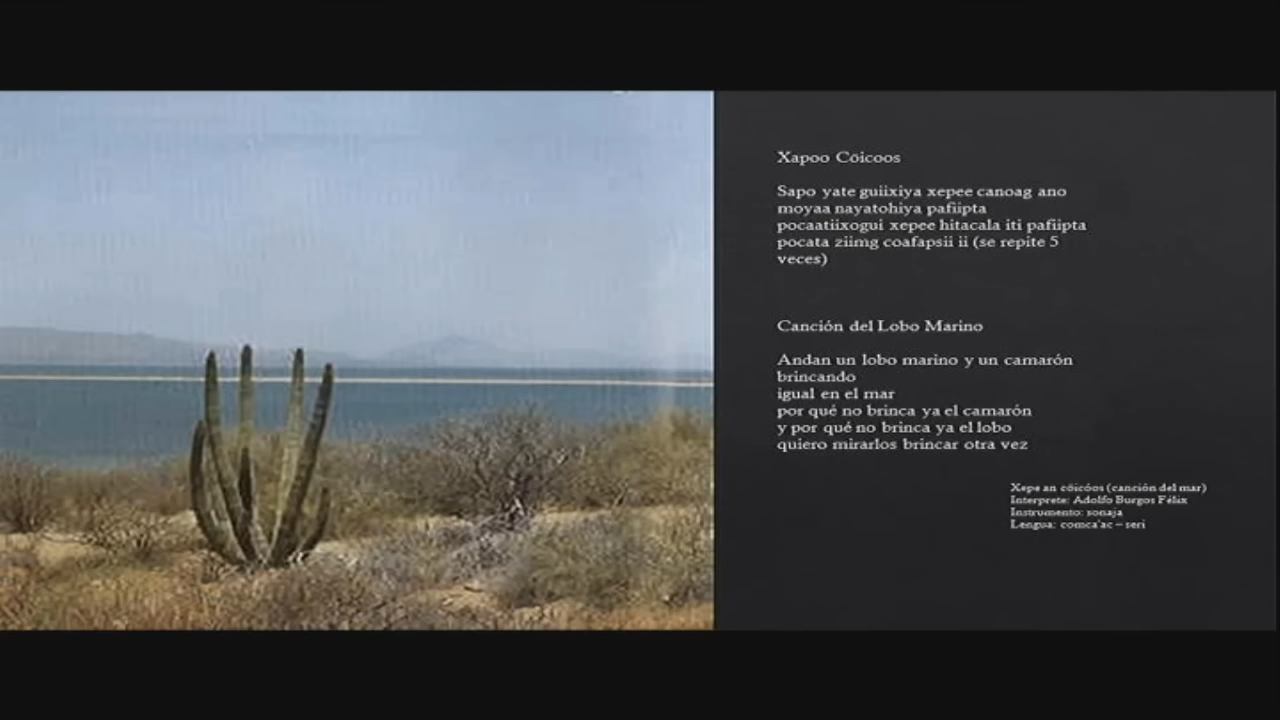 Xapoo Cöicoos
Sapo yate guiixiya xepee canoag ano
moyaa nayatohiya pafiipta
pocaatiixogui xepee hitacala iti pafiipta
pocata ziimg coafapsii ii (se repite 5
veces)
Canción del Lobo Marino
Andan un lobo marino y un camarón
brincando
igual en el mar
por qué no brinca ya el camarón
y por qué no brinca ya el lobo
quiero mirarlos brincar otra vez
Xepe an cöicóos (canción del mar)
Interprete: Adolfo Burgos Félix
Instrumento: sonaja
Lengua: comca'ac – seri